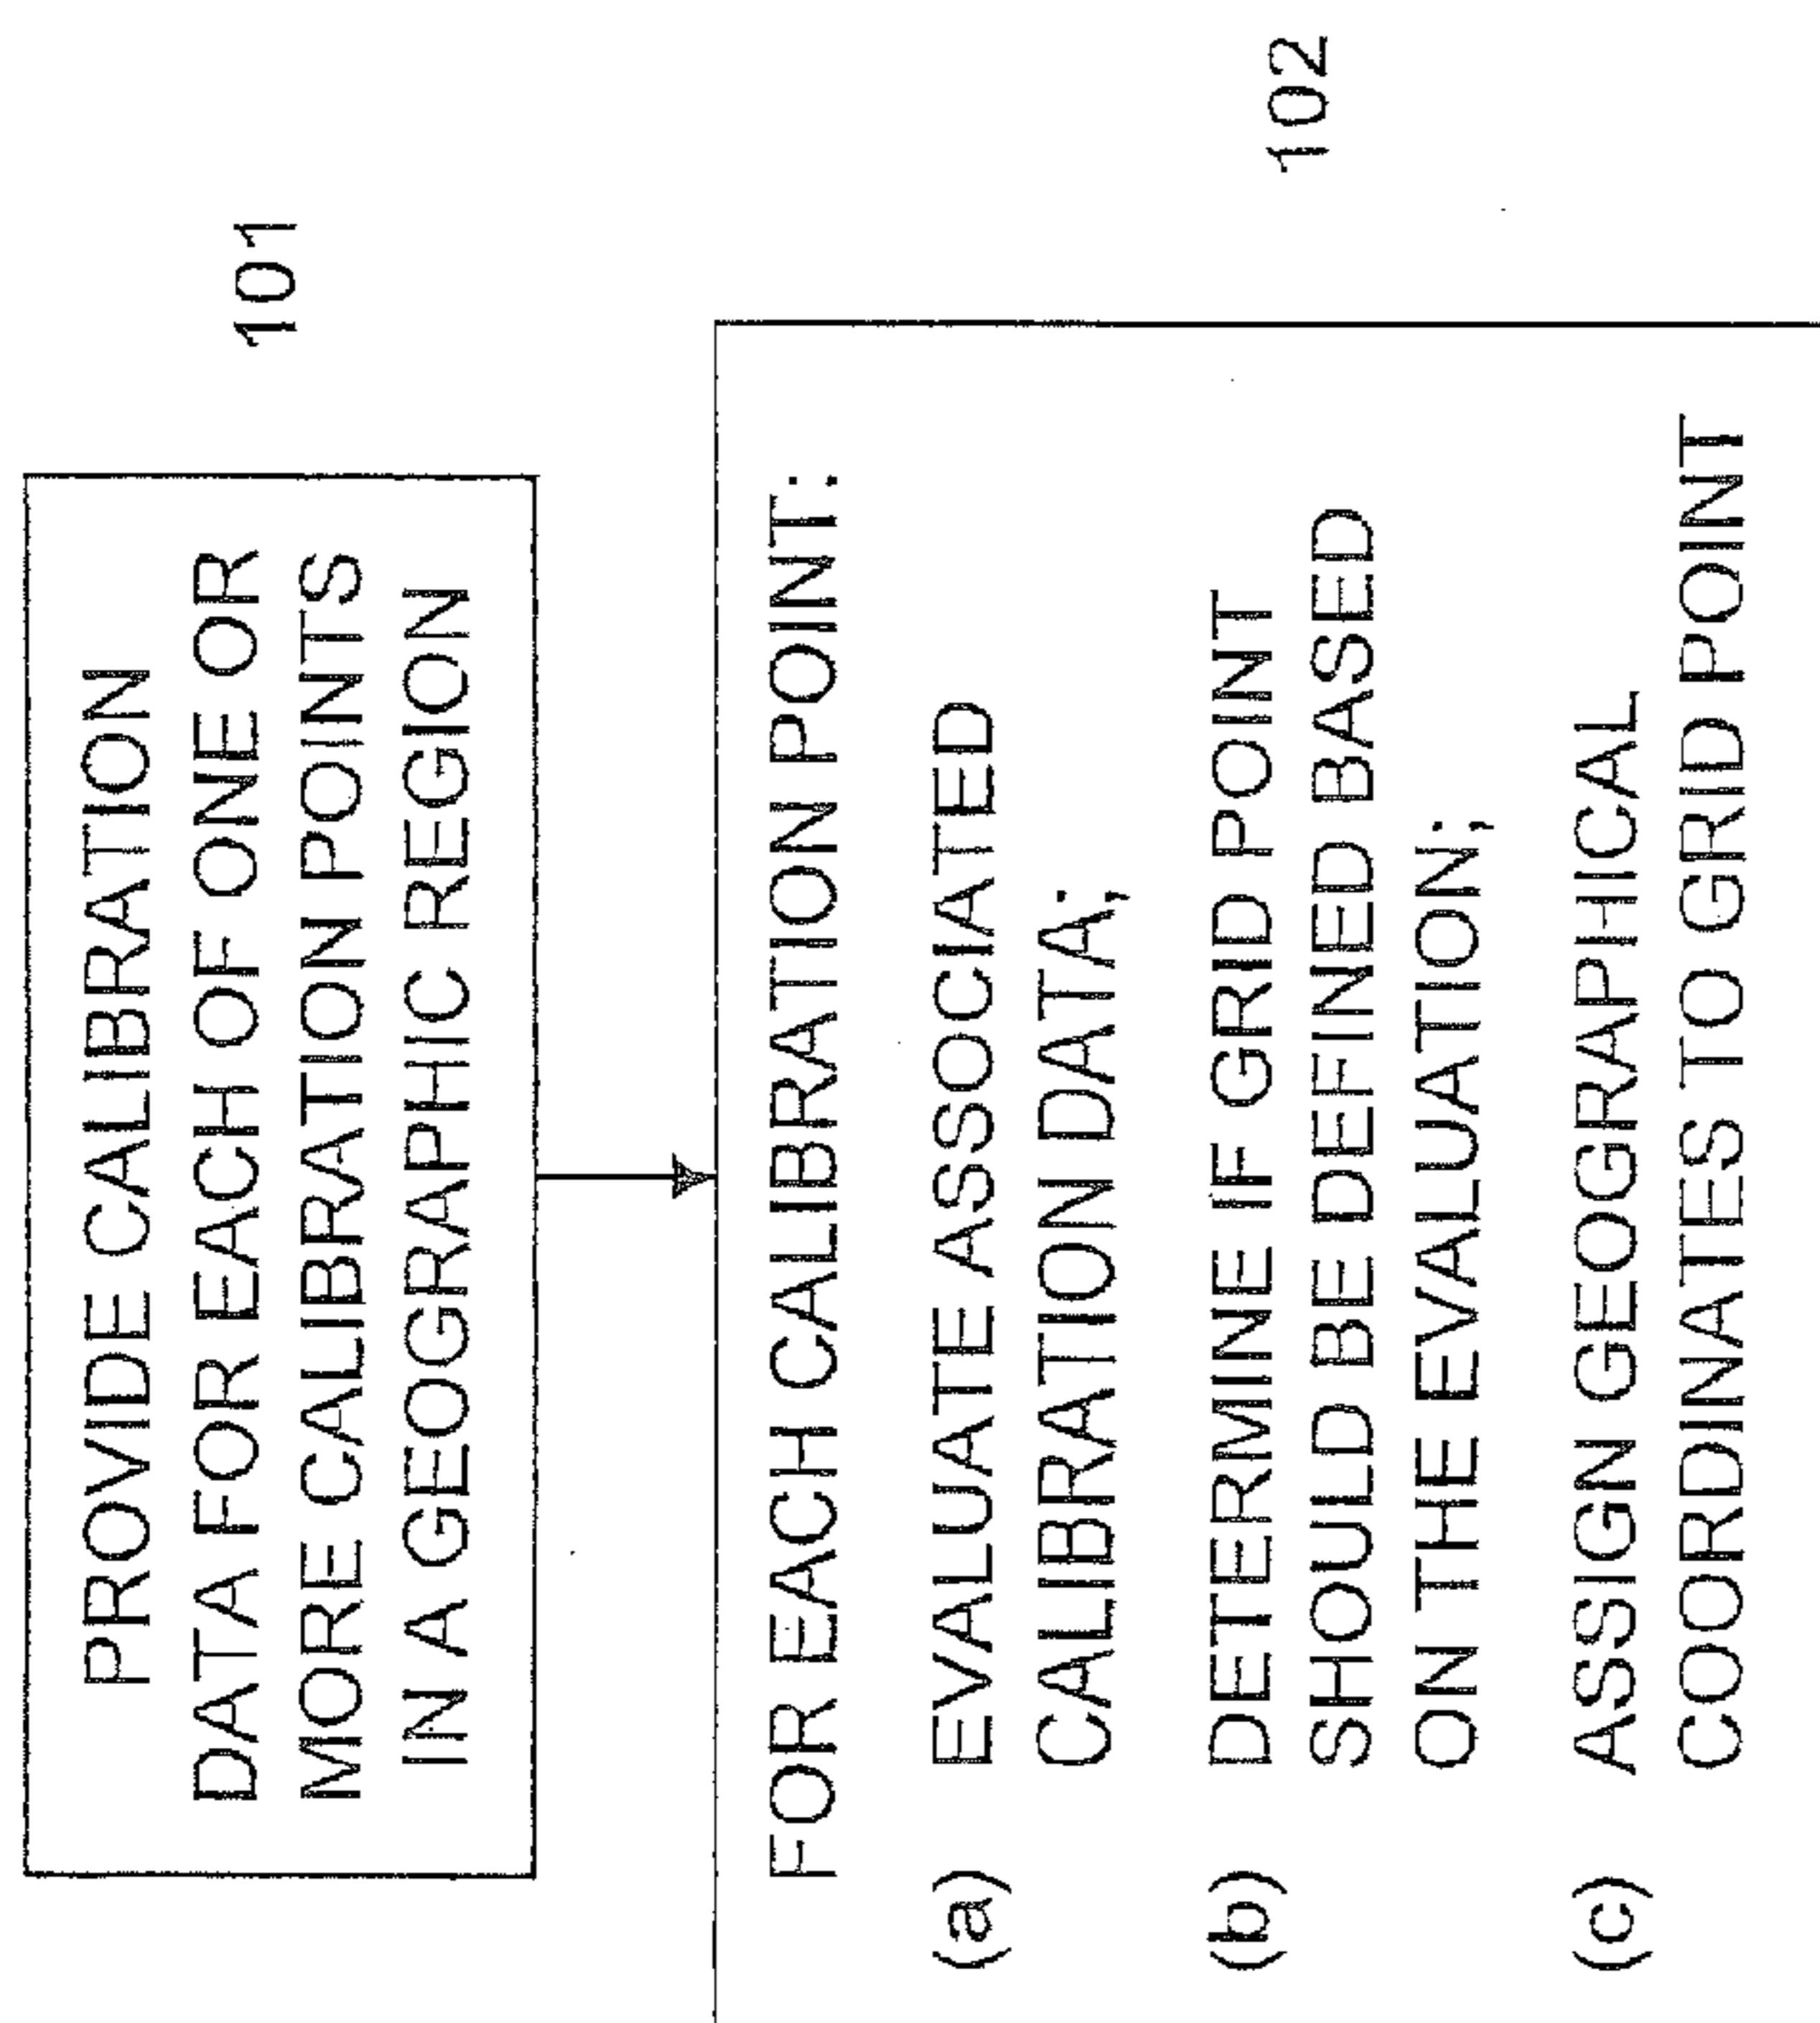 PROVIDE CALIBRATION
DATA FOR EACH OF ONE OR
MORE CALIBRATION POINTS
IN A GEOGRAPHIC REGION
101
FOR EACH CALIBRATION POINT:
(a) EVALUATE ASSOCIATED
CALIBRATION DATA;
(b) DETERMINE IF GRID POINT
SHOULD BE DEFINED BASED
ON THE EVALUATION;
(c) ASSIGN GEOGRAPHICAL
COORDINATES TO GRID POINT
102